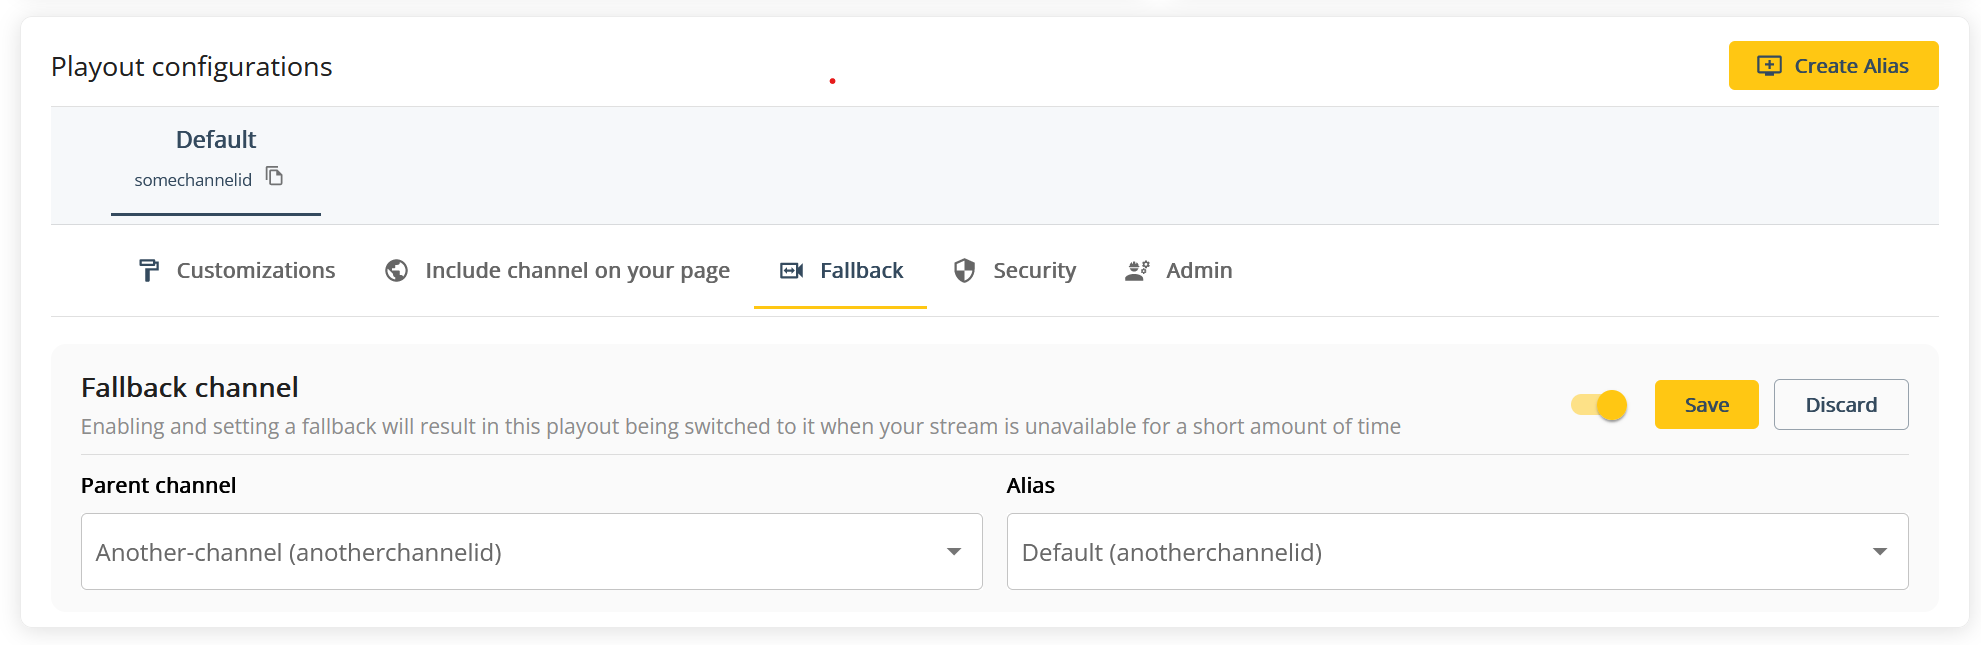 Playout configurations
Create Alias
Default
somechannelid
Customizations
Include channel on your page
Fallback
Security
Admin
Fallback channel
Enabling and setting a fallback will result in this playout being switched to it when your stream is unavailable for a short amount of time
Save
Discard
Parent channel
Alias
Another-channel (anotherchannelid)
Default (anotherchannelid)